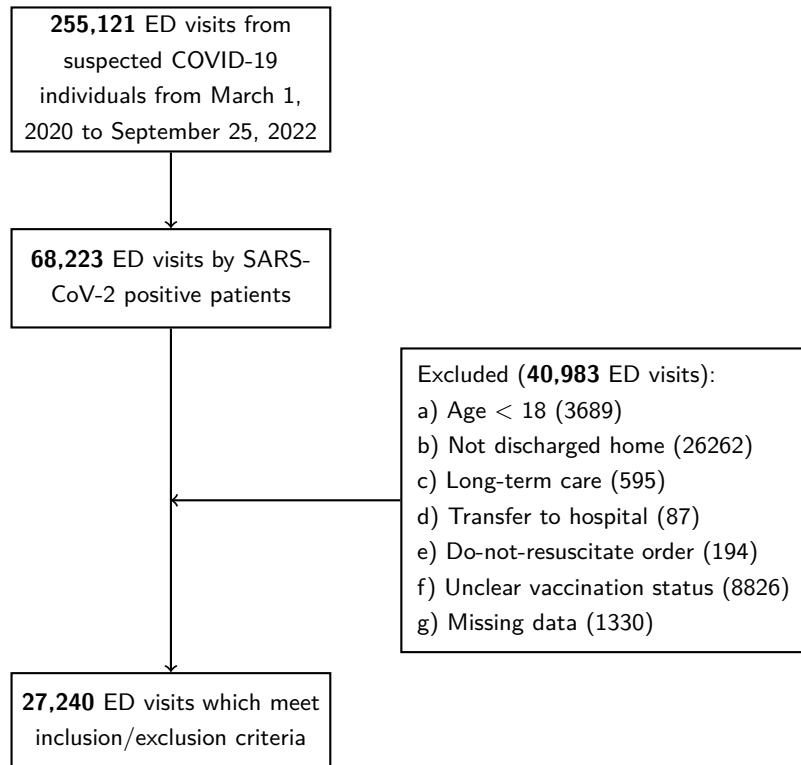 255,121 ED visits from
suspected COVID-19
individuals from March 1,
2020 to September 25, 2022
68,223 ED visits by SARS-
CoV-2 positive patients
Excluded (40,983 ED visits):
a) Age < 18 (3689)
b) Not discharged home (26262)
c) Long-term care (595)
d) Transfer to hospital (87)
e) Do-not-resuscitate order (194)
f) Unclear vaccination status (8826)
g) Missing data (1330)
27,240 ED visits which meet
inclusion/exclusion criteria